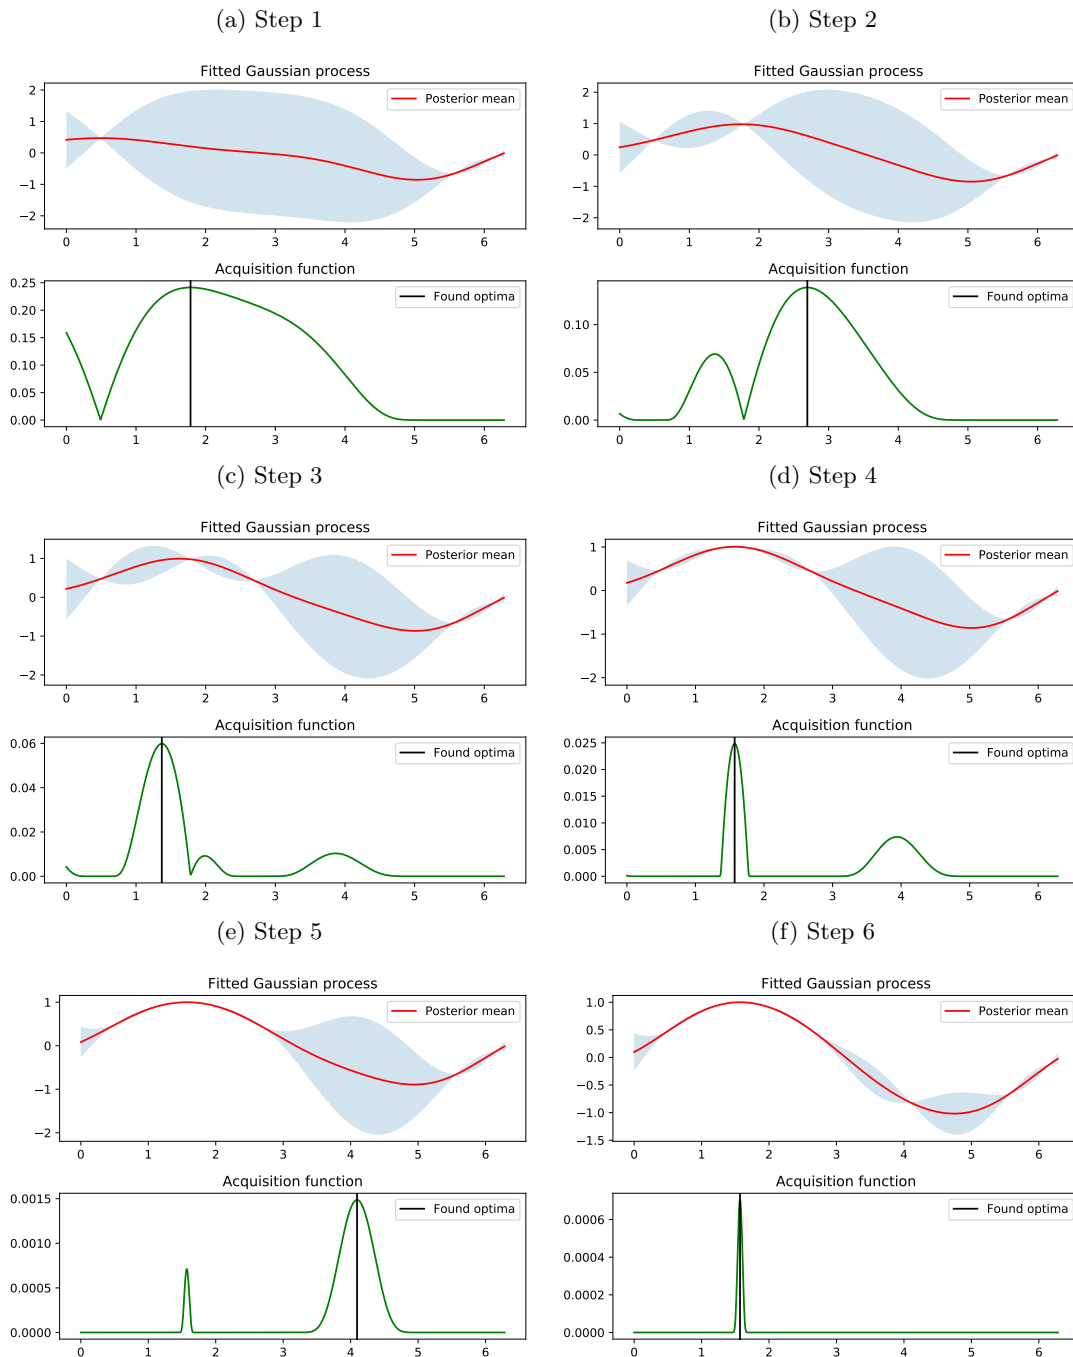 (a) Step 1
Fitted Gaussian process
Posterior mean
2
1
0
−1
−2
0 1 2 3 4 5 6
Acquisition function
Found optima
0.25
0.20
0.15
0.10
0.05
0.00
0 1 2 3 4 5 6
(b) Step 2
Fitted Gaussian process
Posterior mean
2
1
0
−1
−2
0 1 2 3 4 5 6
Acquisition function
Found optima
0.10
0.05
0.00
0 1 2 3 4 5 6
(c) Step 3
Fitted Gaussian process
Posterior mean
1
0
−1
−2
0 1 2 3 4 5 6
Acquisition function
Found optima
0.06
0.04
0.02
0.00
0 1 2 3 4 5 6
(d) Step 4
Fitted Gaussian process
Posterior mean
1
0
−1
−2
0 1 2 3 4 5 6
Acquisition function
Found optima
0.025
0.020
0.015
0.010
0.005
0.000
0 1 2 3 4 5 6
(e) Step 5
Fitted Gaussian process
Posterior mean
1
0
−1
−2
0 1 2 3 4 5 6
Acquisition function
Found optima
0.0015
0.0010
0.0005
0.0000
0 1 2 3 4 5 6
(f) Step 6
Fitted Gaussian process
Posterior mean
1.0
0.5
0.0
−0.5
−1.0
−1.5
0 1 2 3 4 5 6
Acquisition function
Found optima
0.0006
0.0004
0.0002
0.0000
0 1 2 3 4 5 6